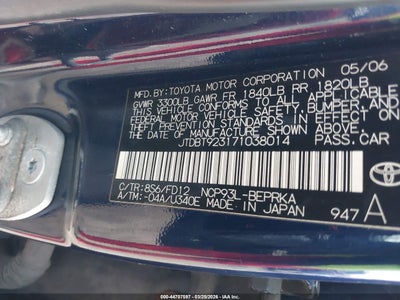 MFD. BY: TOYOTA MOTOR CORPORATION 05/06
GVWR 3300LB GAWR FR 1840LB RR 1820LB
THIS VEHICLE CONFORMS TO ALL APPLICABLE
FEDERAL MOTOR VEHICLE SAFETY, BUMPER, AND
THEFT PREVENTION STANDARDS IN EFFECT ON
THE DATE OF MANUFACTURE SHOWN ABOVE.
JTDBT923171038014 PASS. CAR
C/TR: 8S6/FD12 NCP93L-BEPRKA
A/TM: -04A/U340E MADE IN JAPAN
TOYOTA
947 A
000-44707587 - 03/29/2026 - IAAI.COM